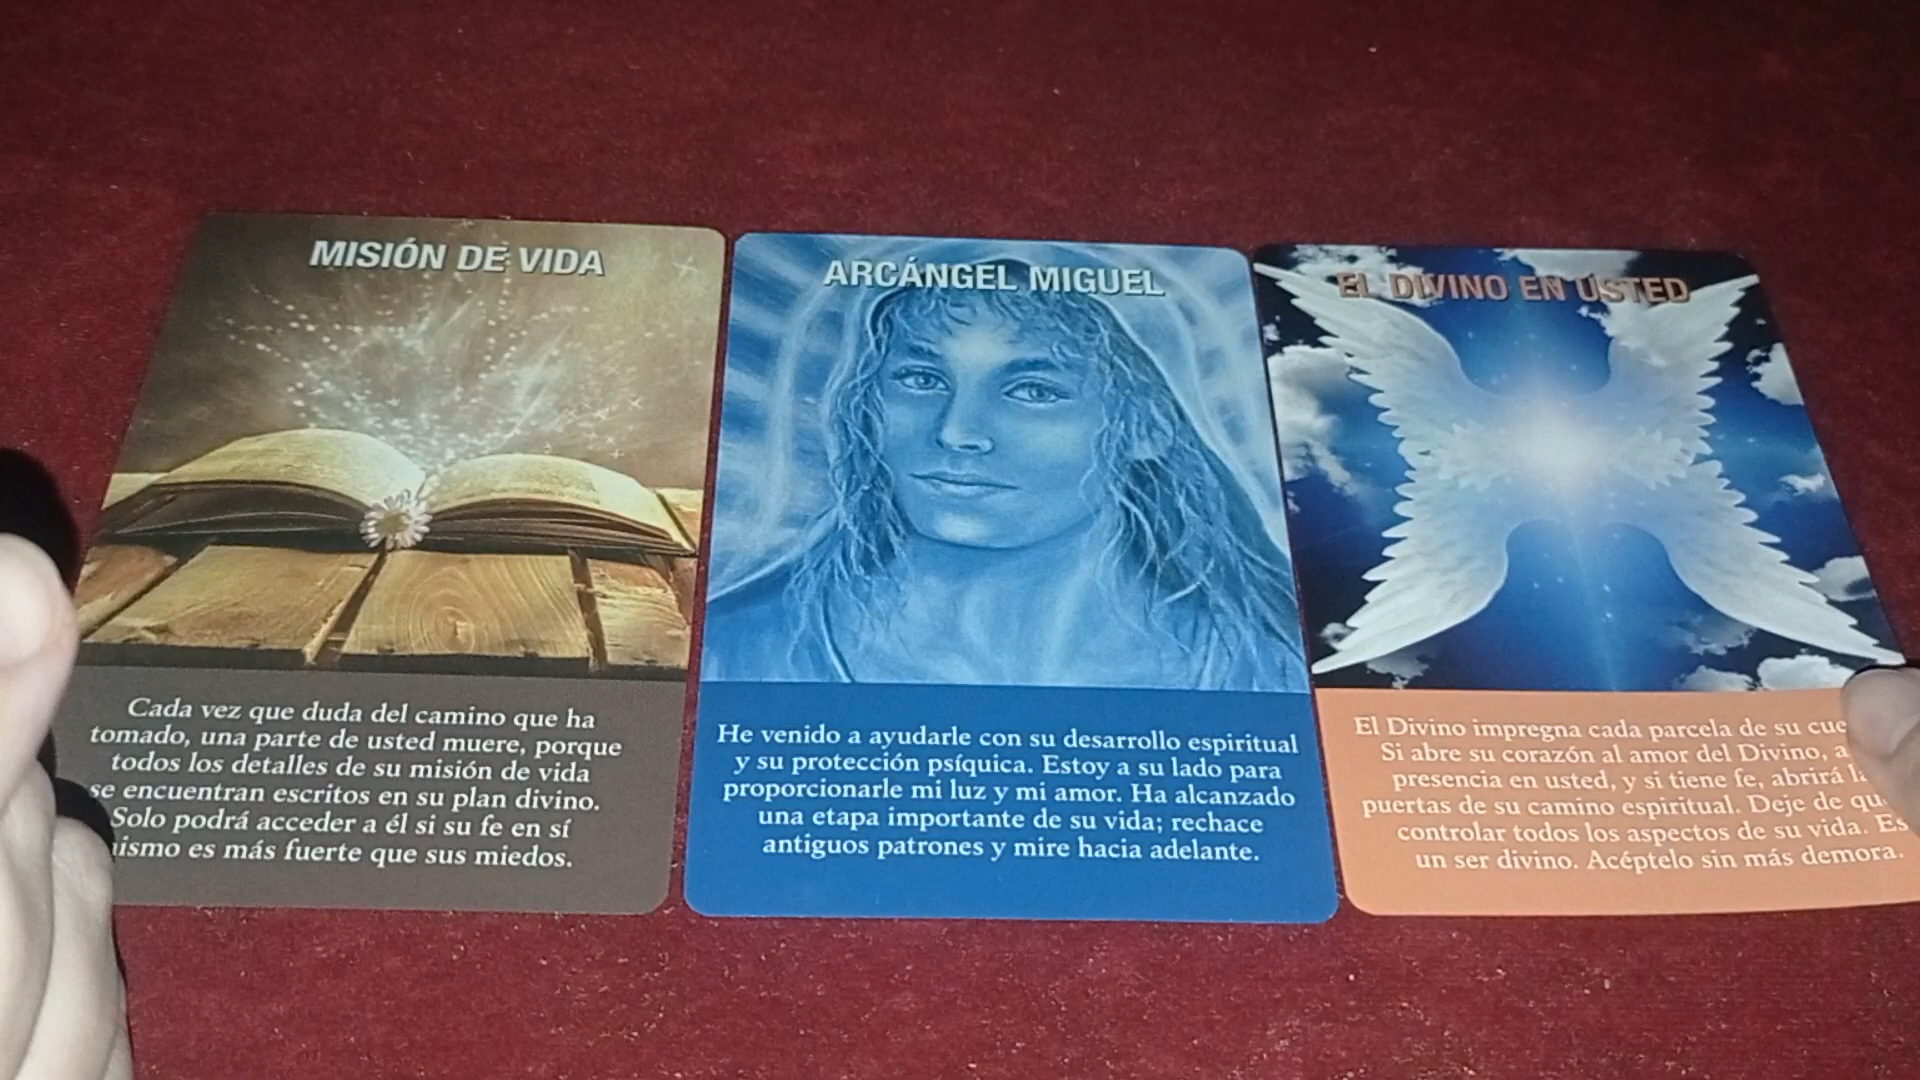 MISIÓN DE VIDA
Cada vez que duda del camino que ha
tomado, una parte de usted muere, porque
todos los detalles de su misión de vida
se encuentran escritos en su plan divino.
Solo podrá acceder a él si su fe en sí
ismo es más fuerte que sus miedos.
ARCÁNGEL MIGUEL
He venido a ayudarle con su desarrollo espiritual
y su protección psíquica. Estoy a su lado para
proporcionarle mi luz y mi amor. Ha alcanzado
una etapa importante de su vida; rechace
antiguos patrones y mire hacia adelante.
EL DIVINO EN USTED
El Divino impregna cada parcela de su
Si abre su corazón al amor del Divino,
presencia en usted, y si tiene fe, abrirá
puertas de su camino espiritual. Deje de
controlar todos los aspectos de su vida. Es
un ser divino. Acéptelo sin más demora.